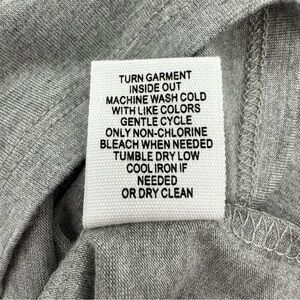 TURN GARMENT
INSIDE OUT
MACHINE WASH COLD
WITH LIKE COLORS
GENTLE CYCLE
ONLY NON-CHLORINE
BLEACH WHEN NEEDED
TUMBLE DRY LOW
COOL IRON IF
NEEDED
OR DRY CLEAN